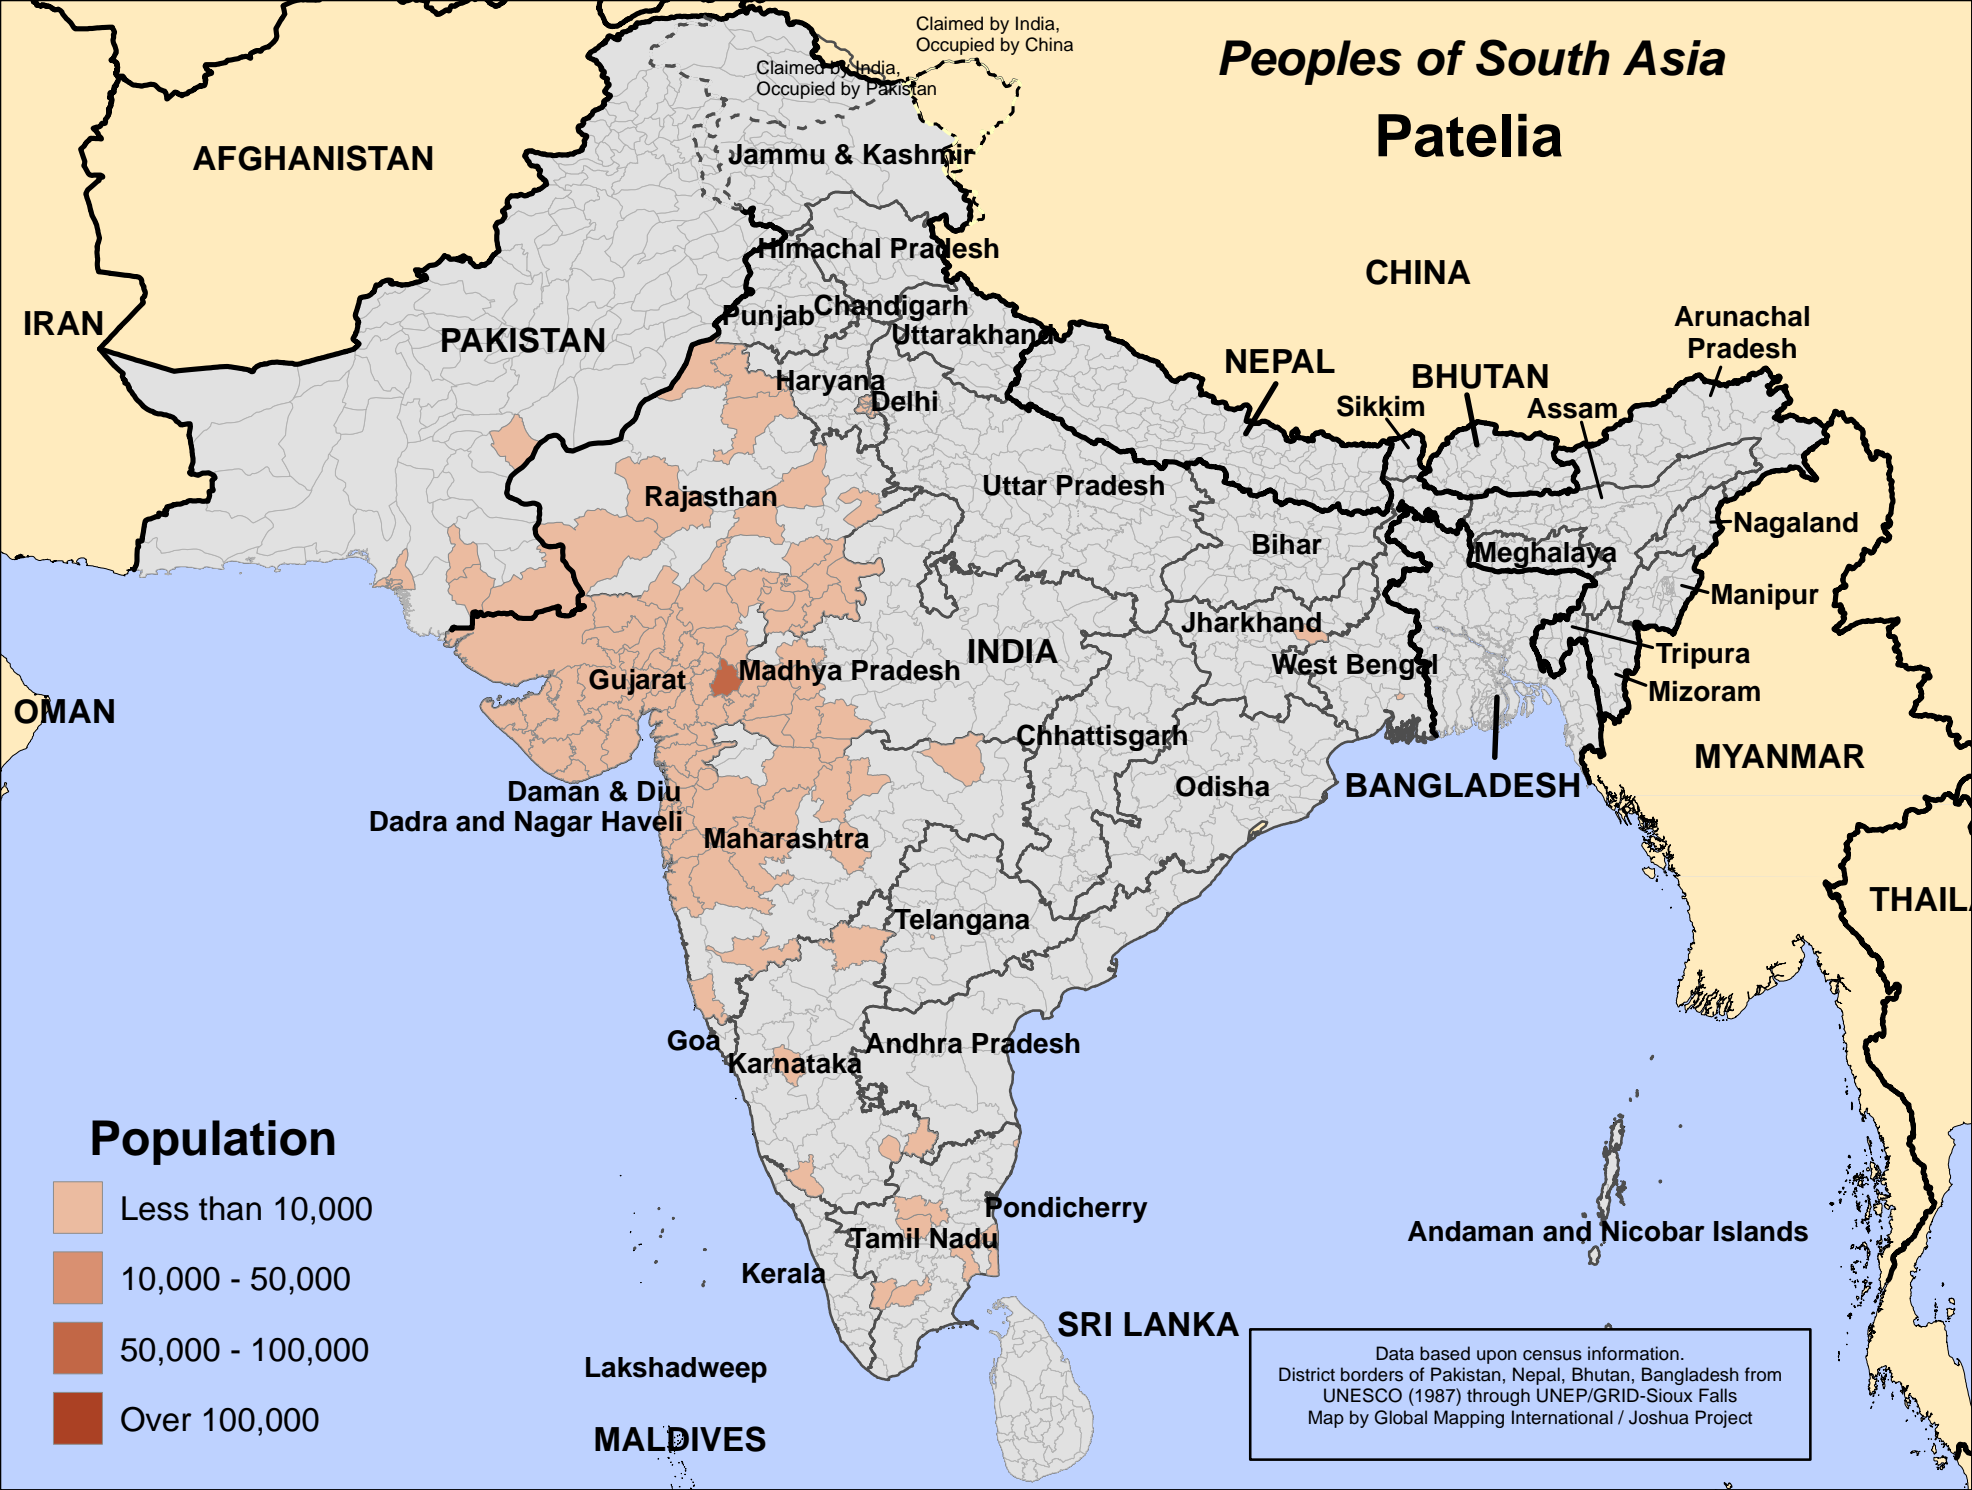 Claimed by India,
Occupied by China
Peoples of South Asia
Patelia
Claimed by India,
Occupied by Pakistan
AFGHANISTAN
Jammu & Kashmir
Himachal Pradesh
CHINA
IRAN
PAKISTAN
Punjab
Chandigarh
Uttarakhand
Arunachal
Pradesh
NEPAL
BHUTAN
Haryana
Delhi
Sikkim
Assam
Rajasthan
Uttar Pradesh
Nagaland
Bihar
Meghalaya
Manipur
Jharkhand
INDIA
Tripura
West Bengal
Madhya Pradesh
Gujarat
Mizoram
OMAN
Chhattisgarh
MYANMAR
Odisha
BANGLADESH
Daman & Diu
Dadra and Nagar Haveli
Maharashtra
THAIL
Telangana
Goa
Andhra Pradesh
Karnataka
Population
Less than 10,000
10,000 - 50,000
50,000 - 100,000
Over 100,000
Pondicherry
Tamil Nadu
Andaman and Nicobar Islands
Kerala
SRI LANKA
Lakshadweep
MALDIVES
Data based upon census information.
District borders of Pakistan, Nepal, Bhutan, Bangladesh from
UNESCO (1987) through UNEP/GRID-Sioux Falls
Map by Global Mapping International / Joshua Project